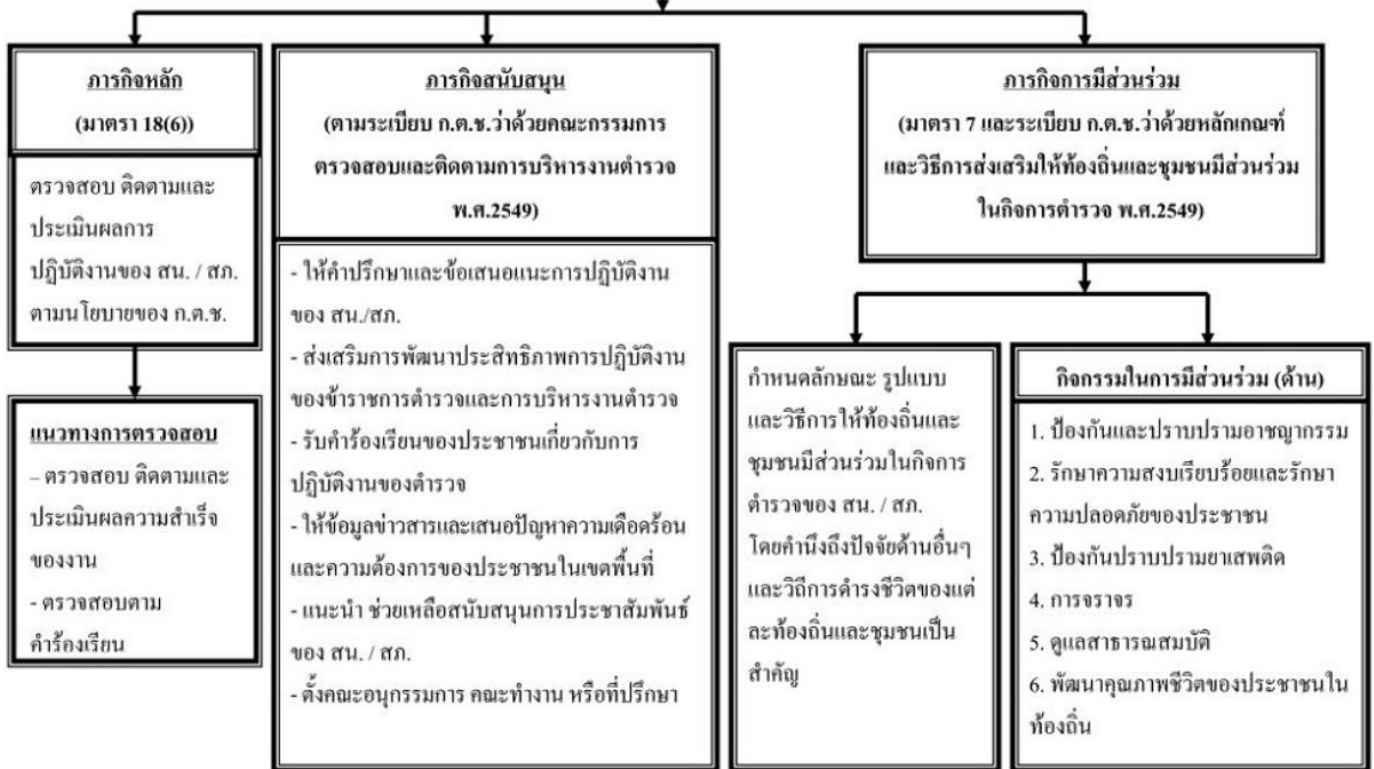 ภารกิจหลัก
(มาตรา 18(6))
ตรวจสอบ ติดตามและ
ประเมินผลการ
ปฏิบัติงานของ สน. / สภ.
ตามนโยบายของ ก.ต.ช.
แนวทางการตรวจสอบ
– ตรวจสอบ ติดตามและ
ประเมินผลความสำเร็จ
ของงาน
- ตรวจสอบตาม
คำร้องเรียน
ภารกิจสนับสนุน
(ตามระเบียบ ก.ต.ช.ว่าด้วยคณะกรรมการ
ตรวจสอบและติดตามการบริหารงานตำรวจ
พ.ศ.2549)
- ให้คำปรึกษาและข้อเสนอแนะการปฏิบัติงาน
ของ สน./สภ.
- ส่งเสริมการพัฒนาประสิทธิภาพการปฏิบัติงาน
ของข้าราชการตำรวจและการบริหารงานตำรวจ
- รับคำร้องเรียนของประชาชนเกี่ยวกับการ
ปฏิบัติงานของตำรวจ
- ให้ข้อมูลข่าวสารและเสนอปัญหาความเดือดร้อน
และความต้องการของประชาชนในเขตพื้นที่
- แนะนำ ช่วยเหลือสนับสนุนการประชาสัมพันธ์
ของ สน. / สภ.
- ตั้งคณะอนุกรรมการ คณะทำงาน หรือที่ปรึกษา
ภารกิจการมีส่วนร่วม
(มาตรา 7 และระเบียบ ก.ต.ช.ว่าด้วยหลักเกณฑ์
และวิธีการส่งเสริมให้ท้องถิ่นและชุมชนมีส่วนร่วม
ในกิจการตำรวจ พ.ศ.2549)
กำหนดลักษณะ รูปแบบ
และวิธีการให้ท้องถิ่นและ
ชุมชนมีส่วนร่วมในกิจการ
ตำรวจของ สน. / สภ.
โดยคำนึงถึงปัจจัยด้านอื่นๆ
และวิถีการดำรงชีวิตของแต่
ละท้องถิ่นและชุมชนเป็น
สำคัญ
กิจกรรมในการมีส่วนร่วม (ด้าน)
1. ป้องกันและปราบปรามอาชญากรรม
2. รักษาความสงบเรียบร้อยและรักษา
ความปลอดภัยของประชาชน
3. ป้องกันปราบปรามยาเสพติด
4. การจราจร
5. ดูแลสาธารณสมบัติ
6. พัฒนาคุณภาพชีวิตของประชาชนใน
ท้องถิ่น